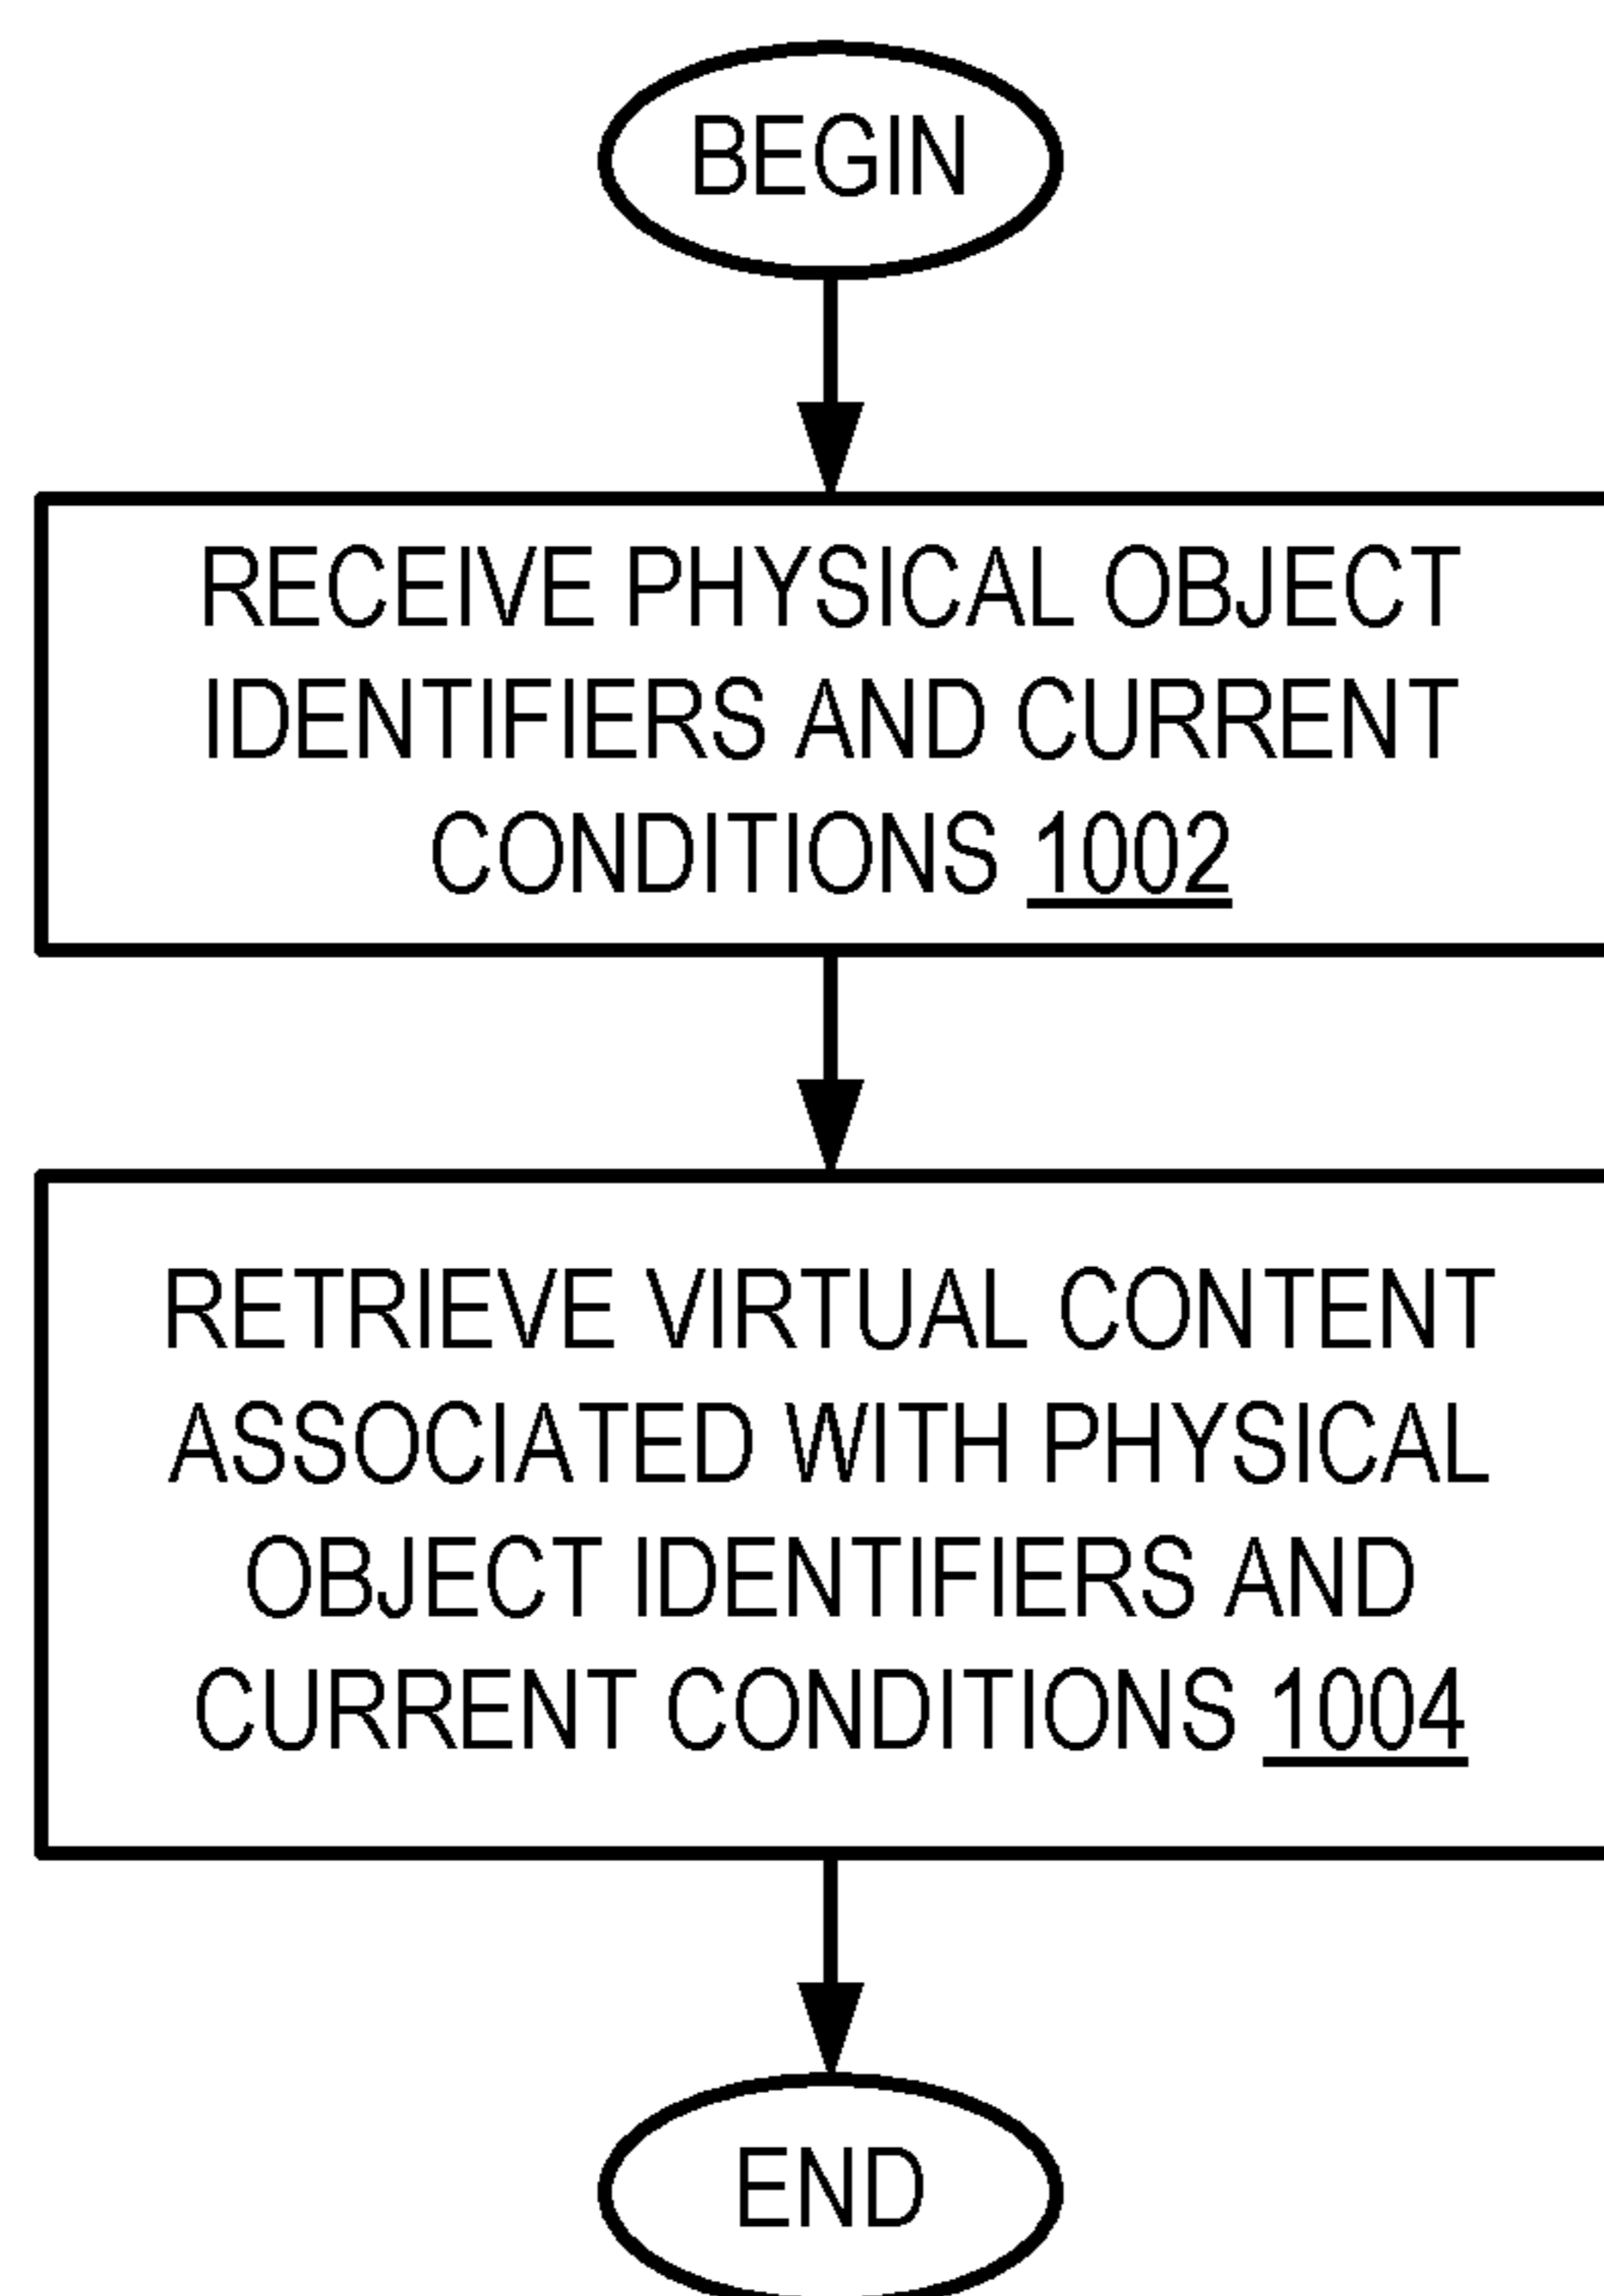 BEGIN
RECEIVE PHYSICAL OBJECT
IDENTIFIERS AND CURRENT
CONDITIONS 1002
RETRIEVE VIRTUAL CONTENT
ASSOCIATED WITH PHYSICAL
OBJECT IDENTIFIERS AND
CURRENT CONDITIONS 1004
END